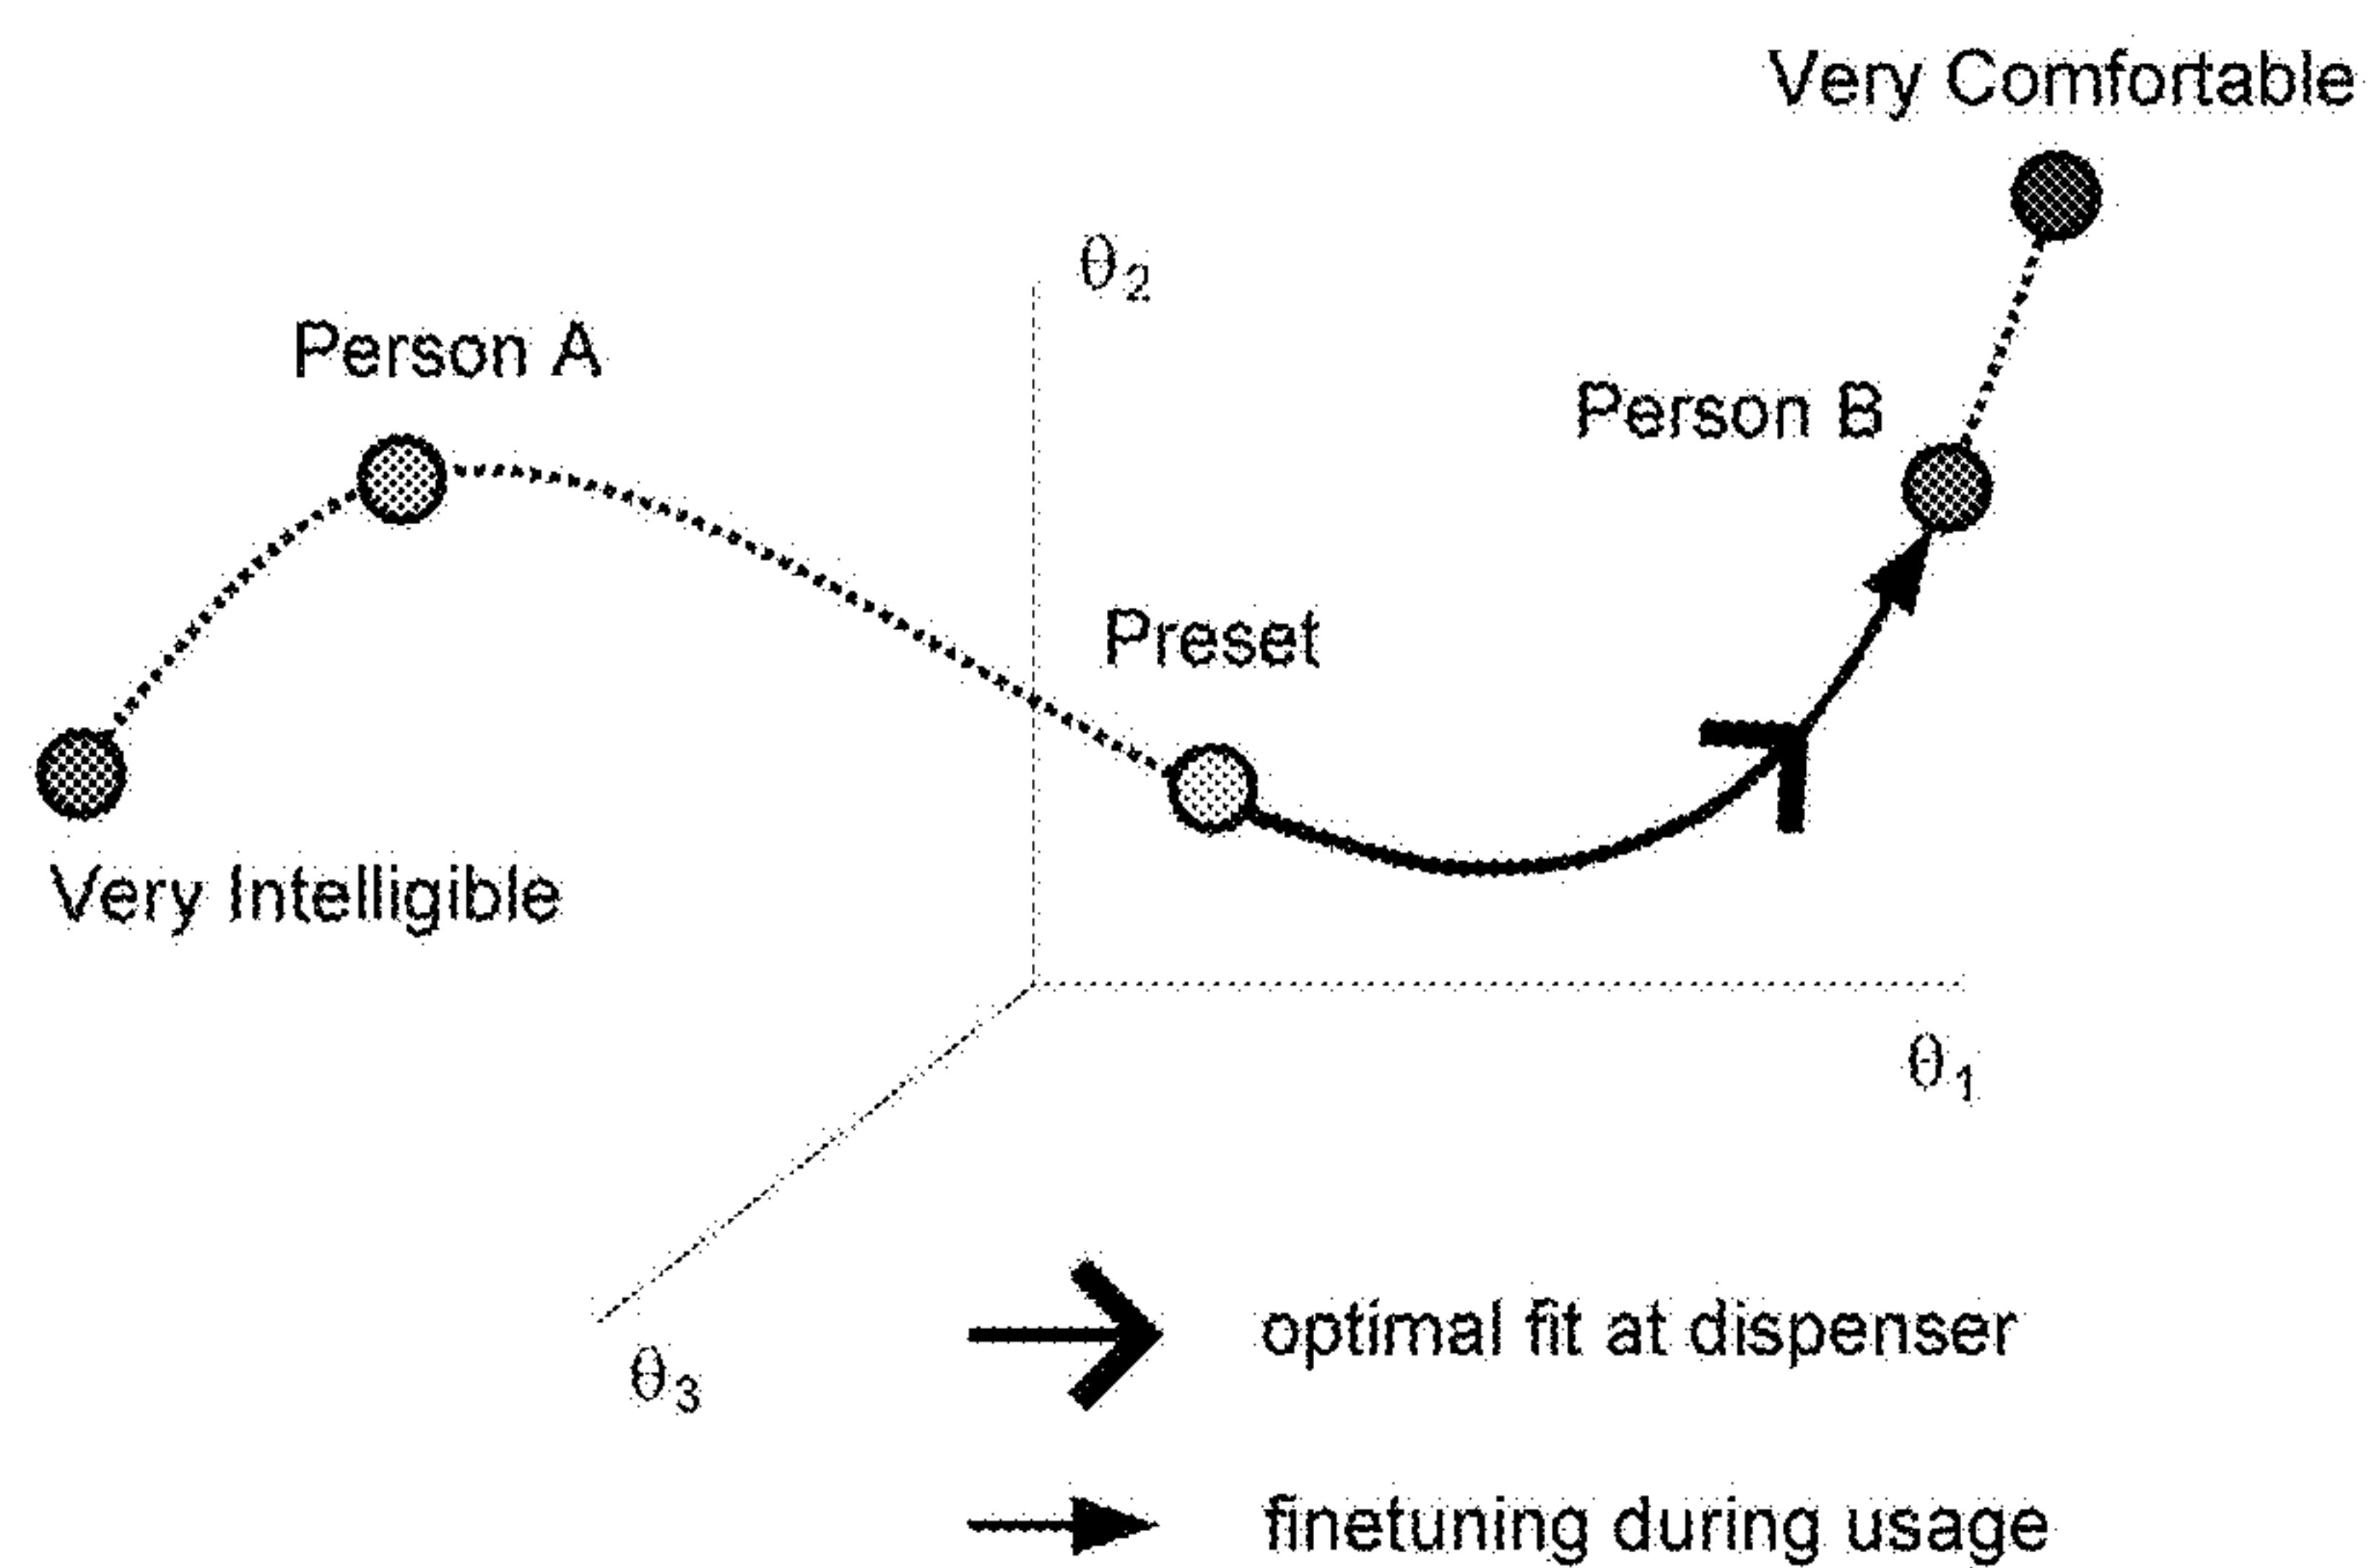 Very Comfortable
θ2
Person A
Person B
Preset
Very Intelligible
θ1
θ3
optimal fit at dispenser
finetuning during usage